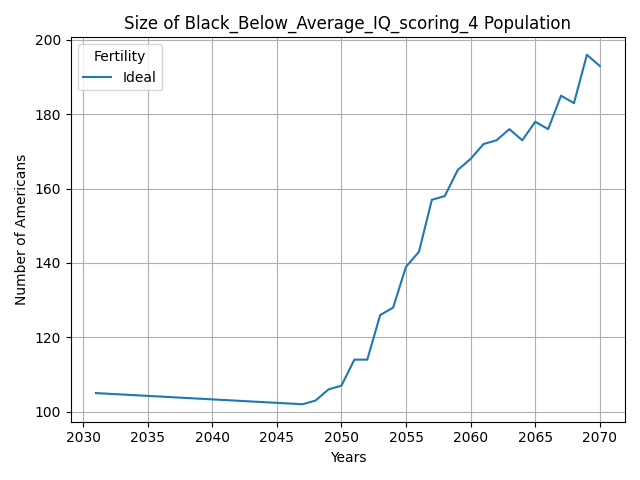 Size of Black_Below_Average_IQ_scoring_4 Population
Fertility
Ideal
Number of Americans
200
180
160
140
120
100
2030 2035 2040 2045 2050 2055 2060 2065 2070
Years